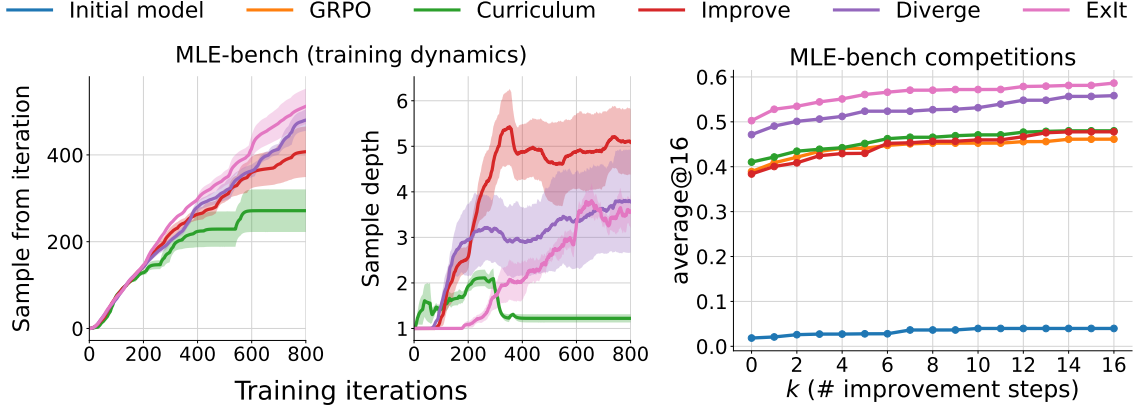 Initial model GRPO Curriculum Improve Diverge ExIt
MLE-bench (training dynamics)
MLE-bench competitions
Sample from iteration
400
200
0
0 200 400 600 800
Sample depth
6
5
4
3
2
1
0 200 400 600 800
Training iterations
average@16
0.6
0.5
0.4
0.3
0.2
0.1
0.0
0 2 4 6 8 10 12 14 16
k (# improvement steps)